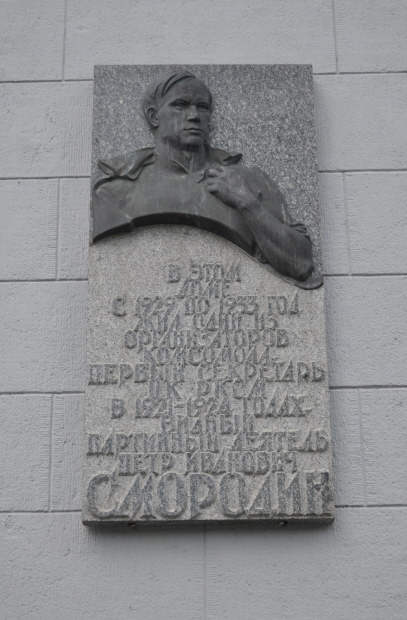 В ЭТОМ
ДОМЕ
С 1929 ПО 1933 ГОД
ЖИЛ ОДИН ИЗ
ОРГАНИЗАТОРОВ
КОМСОМОЛА,
ПЕРВЫЙ СЕКРЕТАРЬ
ЦК РКСМ
В 1921-1924 ГОДАХ-
ВИДНЫЙ
ПАРТИЙНЫЙ ДЕЯТЕЛЬ
ПЕТР ИВАНОВИЧ
СМОРОДИН